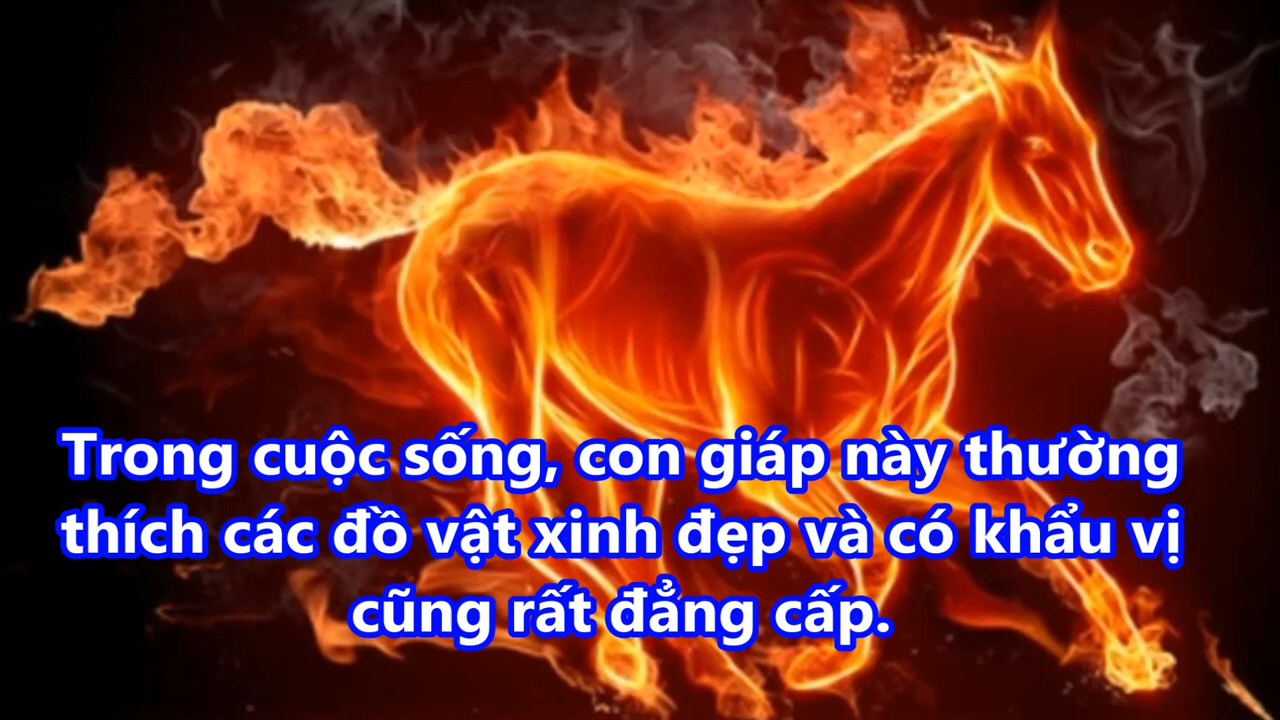 Trong cuộc sống, con giáp này thường
thích các đồ vật xinh đẹp và có khẩu vị
cũng rất đẳng cấp.